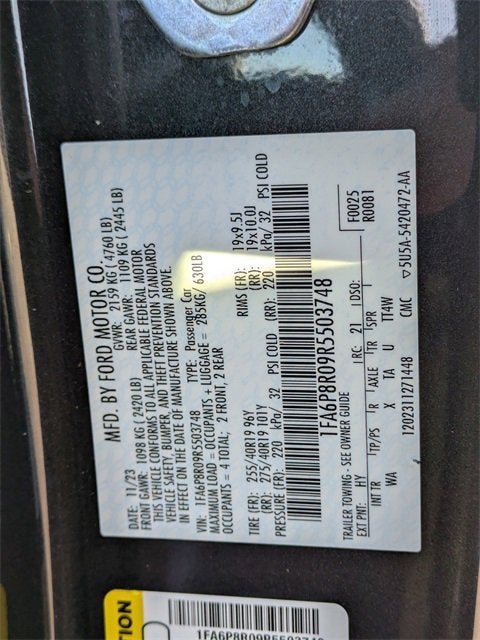 MFD. BY FORD MOTOR CO.
DATE: 11/23 GVWR: 2159 KG ( 4760 LB)
FRONT GAWR: 1098 KG ( 2420 LB) REAR GAWR: 1109 KG ( 2445 LB)
THIS VEHICLE CONFORMS TO ALL APPLICABLE FEDERAL MOTOR
VEHICLE SAFETY, BUMPER, AND THEFT PREVENTION STANDARDS
IN EFFECT ON THE DATE OF MANUFACTURE SHOWN ABOVE.
VIN: 1FA6P8R09R5503748 TYPE: Passenger Car
MAXIMUM LOAD = OCCUPANTS + LUGGAGE = 285KG/ 630LB
OCCUPANTS = 4 TOTAL; 2 FRONT, 2 REAR
TIRE (FR): 255/40R19 96Y RIMS (FR): 19x9.5J
(RR): 275/40R19 101Y (RR): 19x10.0J
PRESSURE (FR): 220 kPa/ 32 PSI COLD (RR): 220 kPa/ 32 PSI COLD
1FA6P8R09R5503748
TRAILER TOWING - SEE OWNER GUIDE F0025
EXT PNT: HY RC: 21 DSO: R0081
INT TR TP/PS R AXLE TR SPR
WA X TA U TT4W
1202311271448 CMC ▽5U5A-5420472-AA
TION
1FA6P8R09R5503748